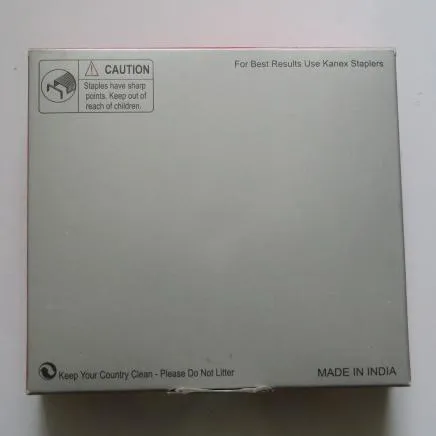 CAUTION
Staples have sharp
points. Keep out of
reach of children.
For Best Results Use Kanex Staplers
Keep Your Country Clean - Please Do Not Litter
MADE IN INDIA